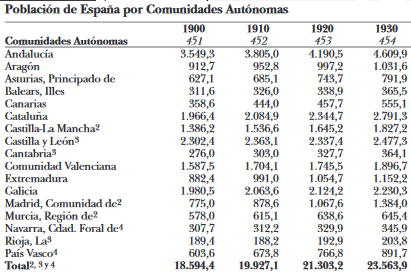 Población de España por Comunidades Autónomas
1900 1910 1920 1930
Comunidades Autónomas 451 452 453 454
Andalucía 3.549,3 3.805,0 4.190,5 4.609,9
Aragón 912,7 952,8 997,2 1.031,6
Asturias, Principado de 627,1 685,1 743,7 791,9
Balears, Illes 311,6 326,0 338,9 365,5
Canarias 358,6 444,0 457,7 555,1
Cataluña 1.966,4 2.084,9 2.344,7 2.791,3
Castilla-La Mancha2 1.386,2 1.536,6 1.645,2 1.827,2
Castilla y León3 2.302,4 2.363,1 2.337,4 2.477,3
Cantabria3 276,0 303,0 327,7 364,1
Comunidad Valenciana 1.587,5 1.704,1 1.745,5 1.896,7
Extremadura 882,4 991,0 1.054,7 1.152,2
Galicia 1.980,5 2.063,6 2.124,2 2.230,3
Madrid, Comunidad de2 775,0 878,6 1.067,6 1.384,0
Murcia, Región de2 578,0 615,1 638,6 645,4
Navarra, Cdad. Foral de4 307,7 312,2 329,9 345,9
Rioja, La3 189,4 188,2 192,9 203,8
País Vasco4 603,6 673,8 766,8 891,7
Total2, 3 y 4 18.594,4 19.927,1 21.303,2 23.563,9